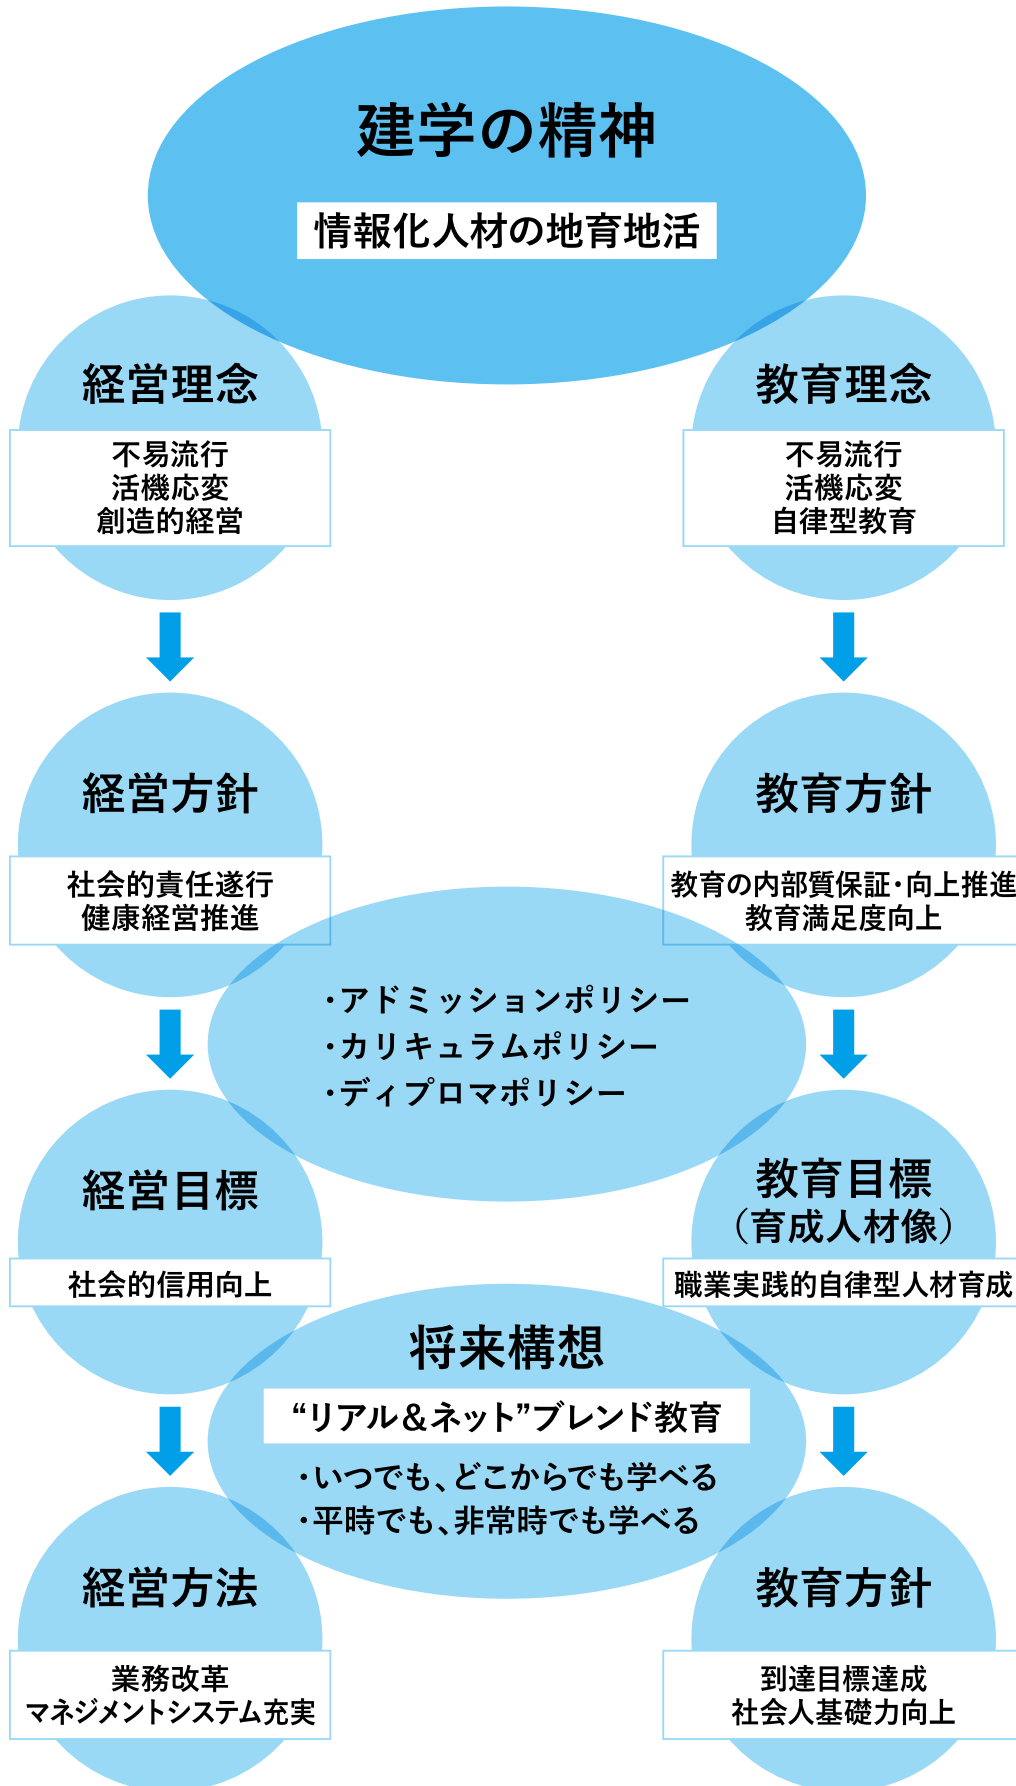 建学の精神
情報化人材の地育地活
経営理念
不易流行
活機応変
創造的経営
教育理念
不易流行
活機応変
自律型教育
経営方針
社会的責任遂行
健康経営推進
教育方針
教育の内部質保証・向上推進
教育満足度向上
・アドミッションポリシー
・カリキュラムポリシー
・ディプロマポリシー
経営目標
社会的信用向上
教育目標
（育成人材像）
職業実践的自律型人材育成
将来構想
“リアル＆ネット”ブレンド教育
・いつでも、どこからでも学べる
・平時でも、非常時でも学べる
経営方法
業務改革
マネジメントシステム充実
教育方針
到達目標達成
社会人基礎力向上